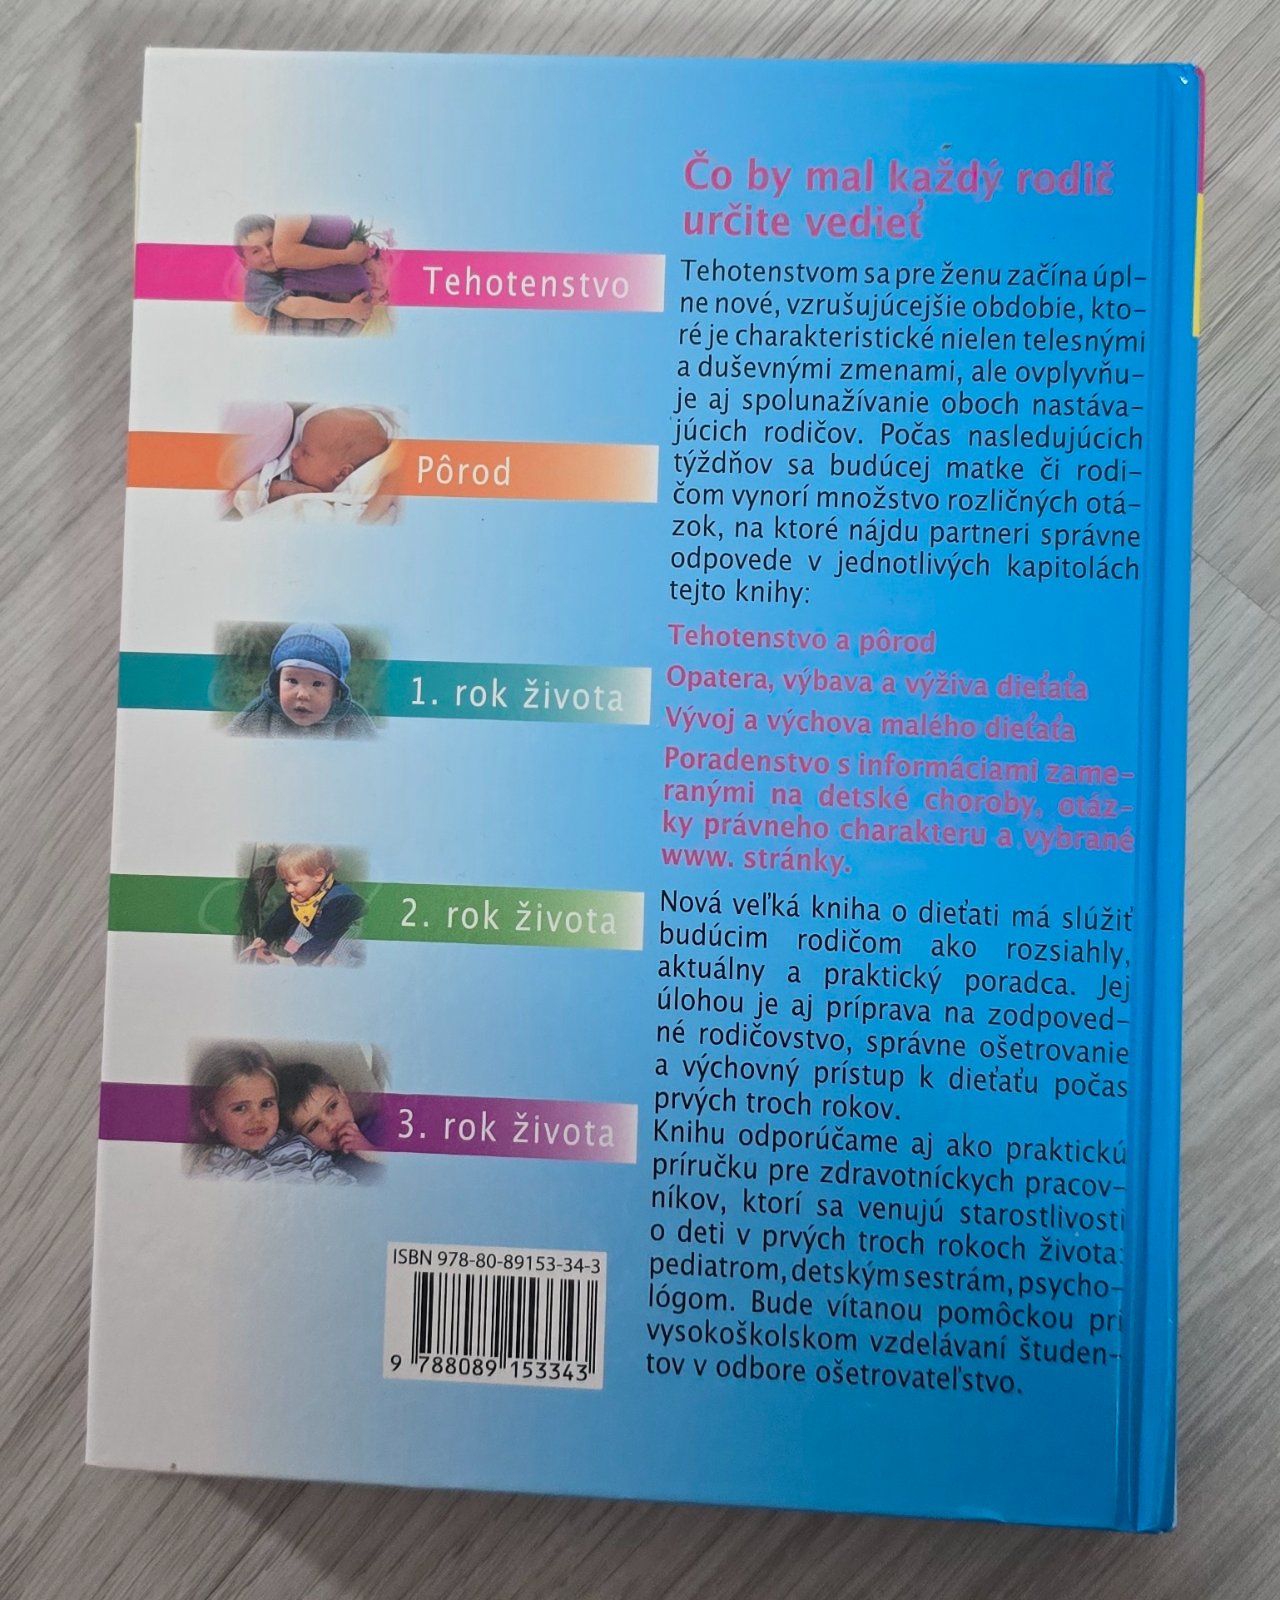 Čo by mal každý rodič
určite vedieť
Tehotenstvom sa pre ženu začína úpl-
ne nové, vzrušujúcejšie obdobie, kto-
ré je charakteristické nielen telesnými
a duševnými zmenami, ale ovplyvňu-
je aj spolunažívanie oboch nastáva-
júcich rodičov. Počas nasledujúcich
týždňov sa budúcej matke či rodi-
čom vynorí množstvo rozličných otá-
zok, na ktoré nájdu partneri správne
odpovede v jednotlivých kapitolách
tejto knihy:
Tehotenstvo a pôrod
Opatera, výbava a výživa dieťaťa
Vývoj a výchova malého dieťaťa
Poradenstvo s informáciami zame-
ranými na detské choroby, otáz-
ky právneho charakteru a vybrané
www. stránky.
Nová veľká kniha o dieťati má slúžiť
budúcim rodičom ako rozsiahly,
aktuálny a praktický poradca. Jej
úlohou je aj príprava na zodpoved-
né rodičovstvo, správne ošetrovanie
a výchovný prístup k dieťaťu počas
prvých troch rokov.
Knihu odporúčame aj ako praktickú
príručku pre zdravotníckych pracov-
níkov, ktorí sa venujú starostlivosti
o deti v prvých troch rokoch života:
pediatrom, detským sestrám, psycho-
lógom. Bude vítanou pomôckou pri
vysokoškolskom vzdelávaní študen-
tov v odbore ošetrovateľstvo.
Tehotenstvo
Pôrod
1. rok života
2. rok života
3. rok života
ISBN 978-80-89153-34-3
9 788089 153343